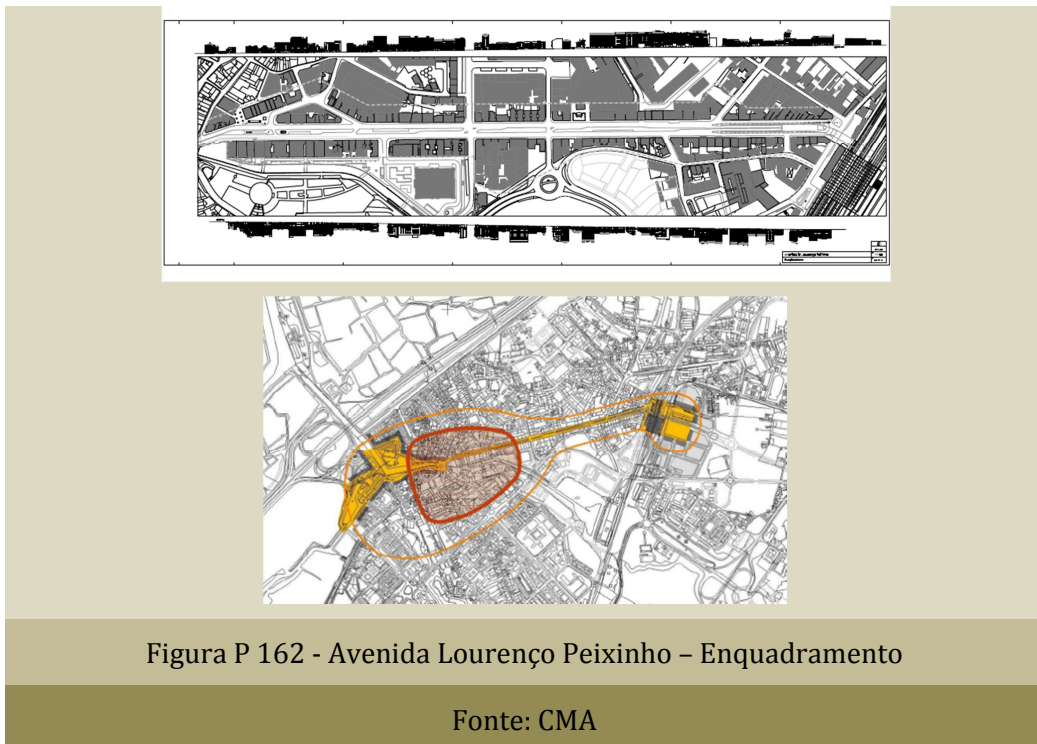 Figura P 162 - Avenida Lourenço Peixinho – Enquadramento
Fonte: CMA